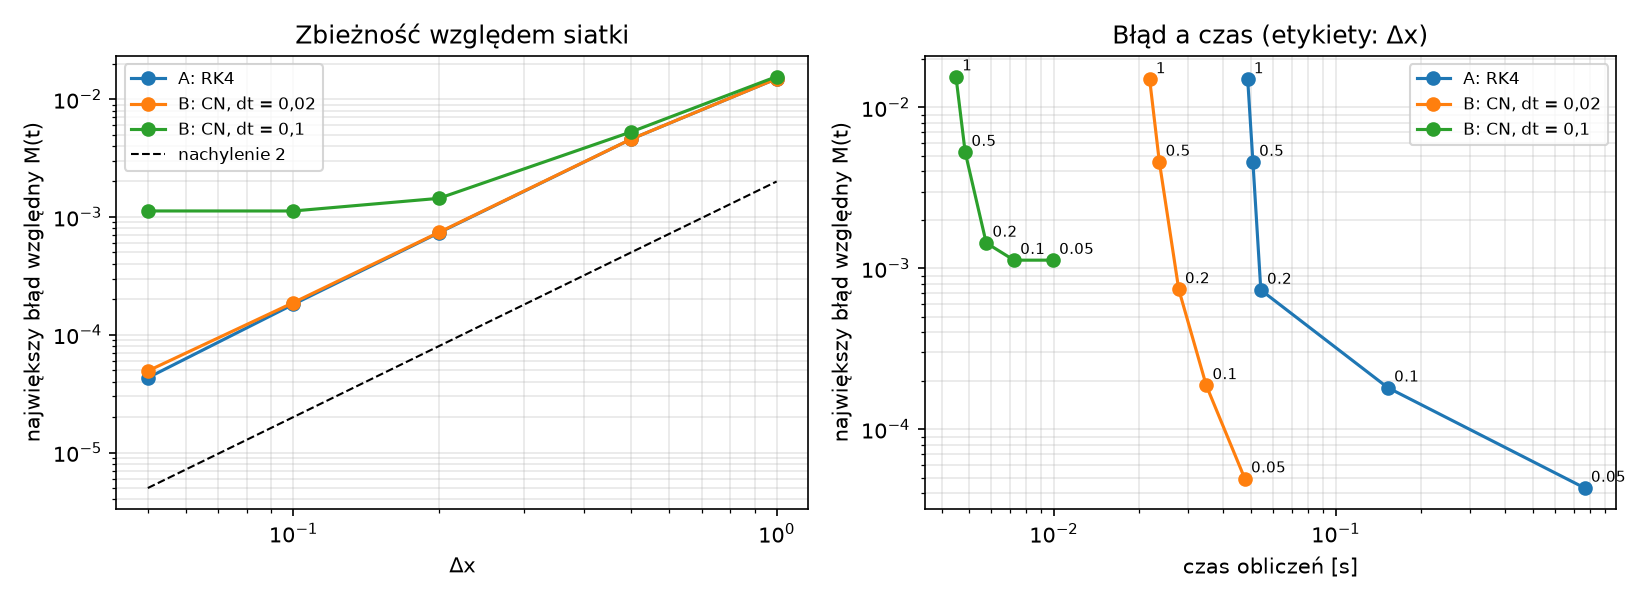 Zbieżność względem siatki
A: RK4
B: CN, dt = 0,02
B: CN, dt = 0,1
nachylenie 2
największy błąd względny M(t)
10⁻²
10⁻³
10⁻⁴
10⁻⁵
10⁻¹
10⁰
Δx
Błąd a czas (etykiety: Δx)
A: RK4
B: CN, dt = 0,02
B: CN, dt = 0,1
największy błąd względny M(t)
10⁻²
10⁻³
10⁻⁴
1
0.5
0.2
0.1
0.05
1
0.5
0.2
0.1
0.05
1
0.5
0.2
0.1
0.05
10⁻²
10⁻¹
czas obliczeń [s]